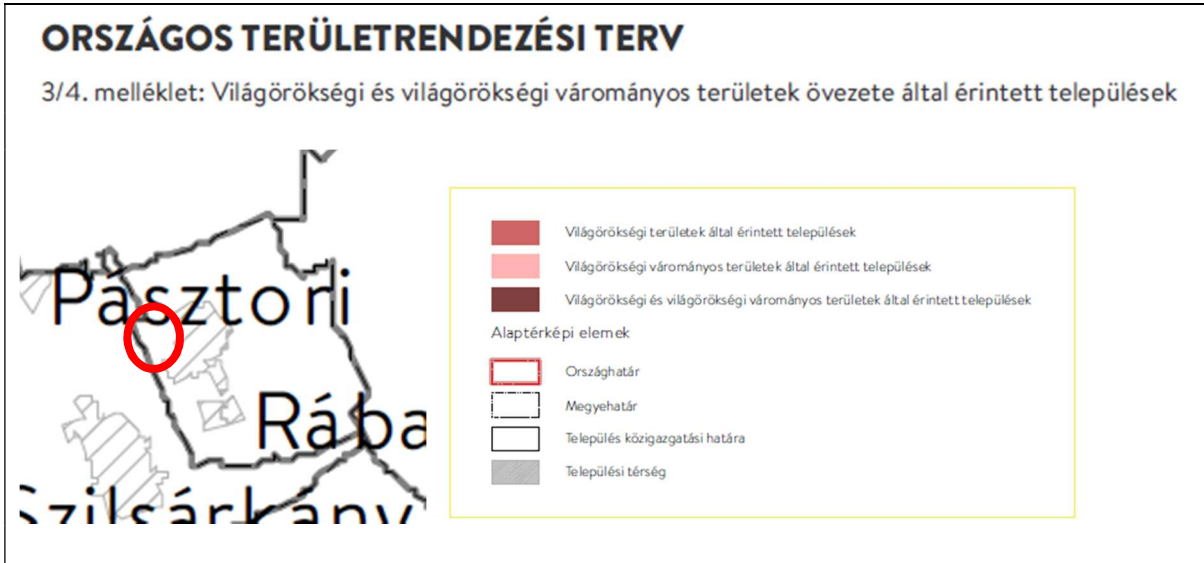 ORSZÁGOS TERÜLETRENDEZÉSI TERV
3/4. melléklet: Világörökségi és világörökségi várományos területek övezete által érintett települések
Pásztori
Rába
Szilsárkány
Világörökségi területek által érintett települések
Világörökségi várományos területek által érintett települések
Világörökségi és világörökségi várományos területek által érintett települések
Alaptérképi elemek
Országhatár
Megyehatár
Település közigazgatási határa
Települési térség